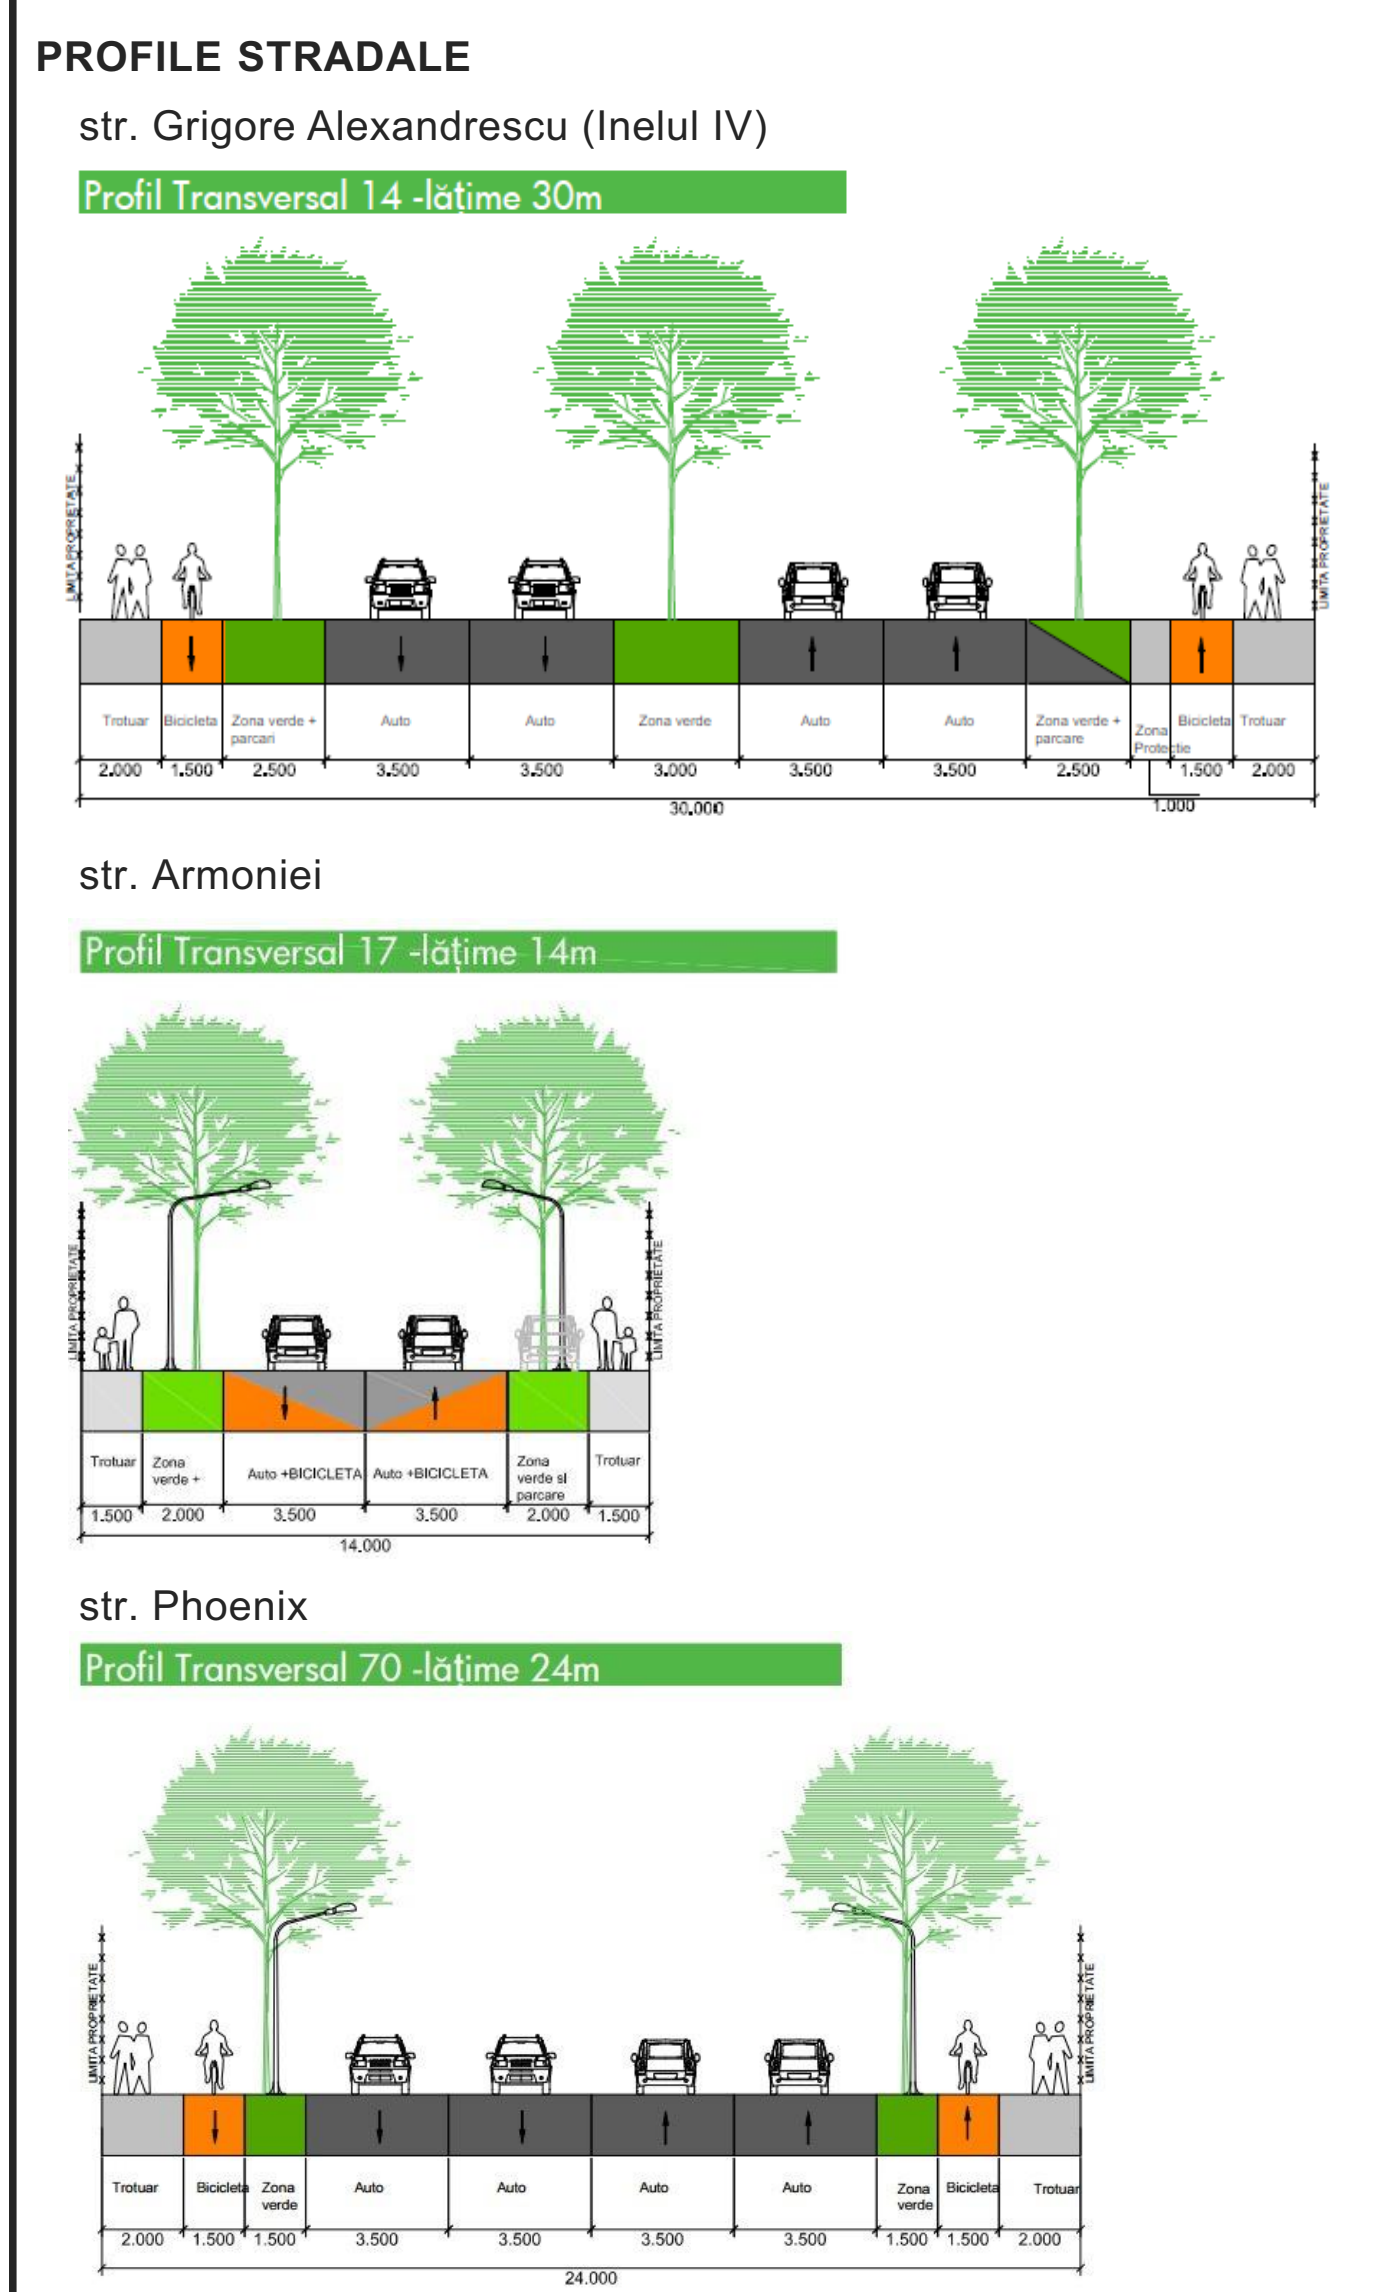 PROFILE STRADALE
str. Grigore Alexandrescu (Inelul IV)
Profil Transversal 14 -lățime 30m
LIMITA PROPRIETATE
LIMITA PROPRIETATE
Trotuar Bicicleta Zona verde + Auto Auto Zona verde Auto Auto Zona verde + Zona Bicicleta Trotuar
parcari parcare Protectie
2.000 1.500 2.500 3.500 3.500 3.000 3.500 3.500 2.500 1.500 2.000
30.000 1.000
str. Armoniei
Profil Transversal 17 -lățime 14m
LIMITA PROPRIETATE
LIMITA PROPRIETATE
Trotuar Zona Auto +BICICLETA Auto +BICICLETA Zona Trotuar
verde + verde si
parcare
1.500 2.000 3.500 3.500 2.000 1.500
14.000
str. Phoenix
Profil Transversal 70 -lățime 24m
LIMITA PROPRIETATE
LIMITA PROPRIETATE
Trotuar Bicicleta Zona Auto Auto Auto Auto Zona Bicicleta Trotuar
verde verde
2.000 1.500 1.500 3.500 3.500 3.500 3.500 1.500 1.500 2.000
24.000